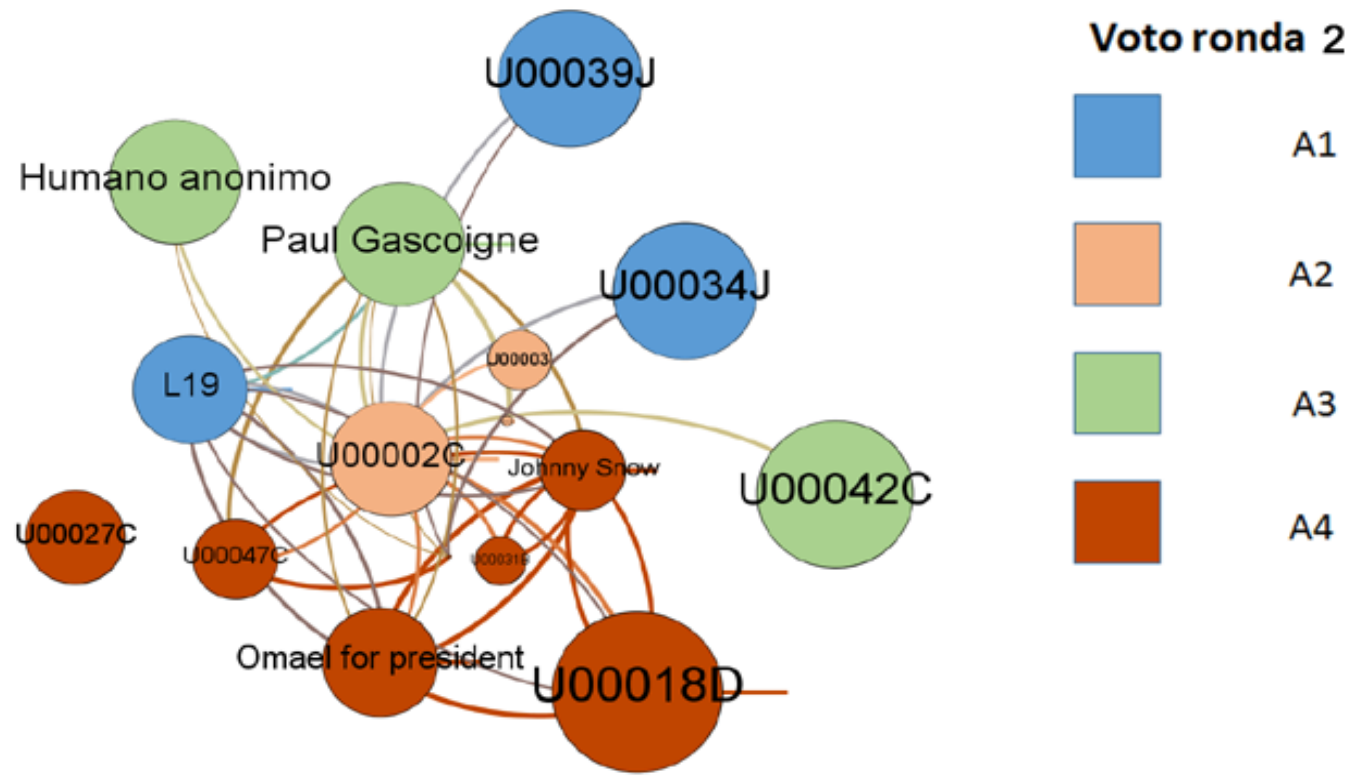 Voto ronda 2
U00039J
A1
Humano anonimo
Paul Gascoigne
A2
U00034J
U00003
L19
A3
U00002C
Johnny Snow
U00042C
U00027C
U00047C
A4
Omael for president
U00018D